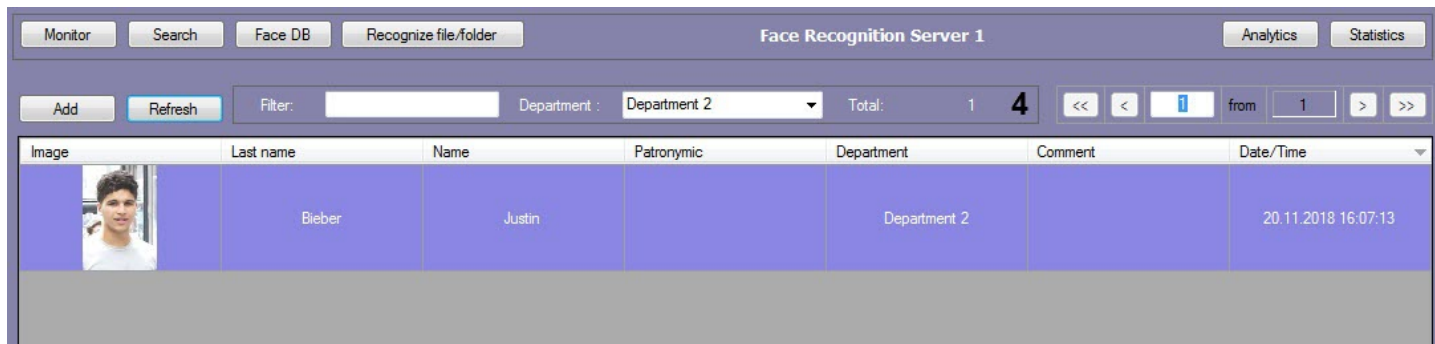 Monitor Search Face DB Recognize file/folder Face Recognition Server 1 Analytics Statistics
Add Refresh Filter: Department : Department 2 Total: 1 4 << < 1 from 1 > >>
Image Last name Name Patronymic Department Comment Date/Time
Bieber Justin Department 2 20.11.2018 16:07:13